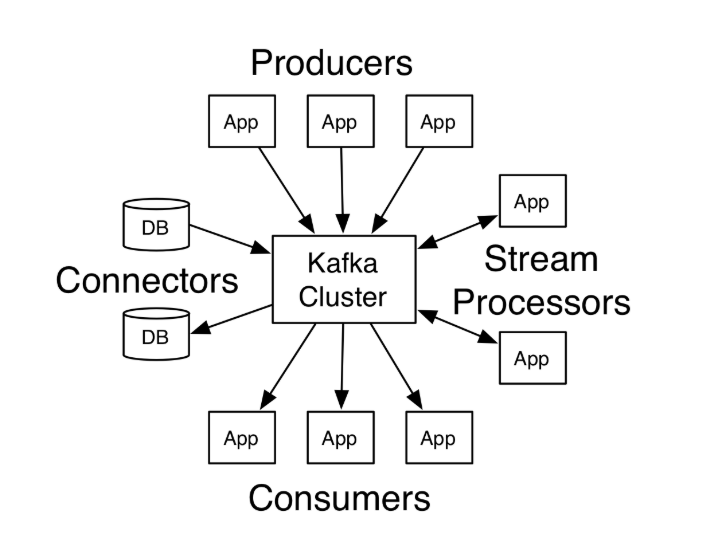 Producers
App
App
App
DB
App
Connectors
Kafka
Cluster
Stream
Processors
DB
App
App
App
App
Consumers